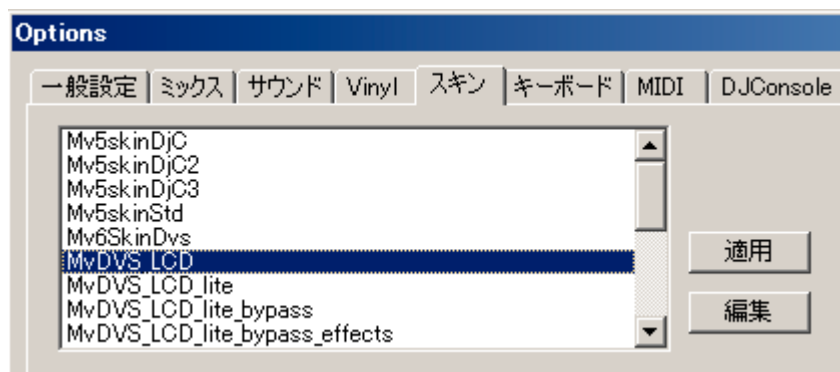 Options
一般設定 ミックス サウンド Vinyl スキン キーボード MIDI DJConsole
Mv5skinDjC
Mv5skinDjC2
Mv5skinDjC3
Mv5skinStd
Mv6SkinDvs
MvDVS_LCD
MvDVS_LCD_lite
MvDVS_LCD_lite_bypass
MvDVS_LCD_lite_bypass_effects
適用
編集